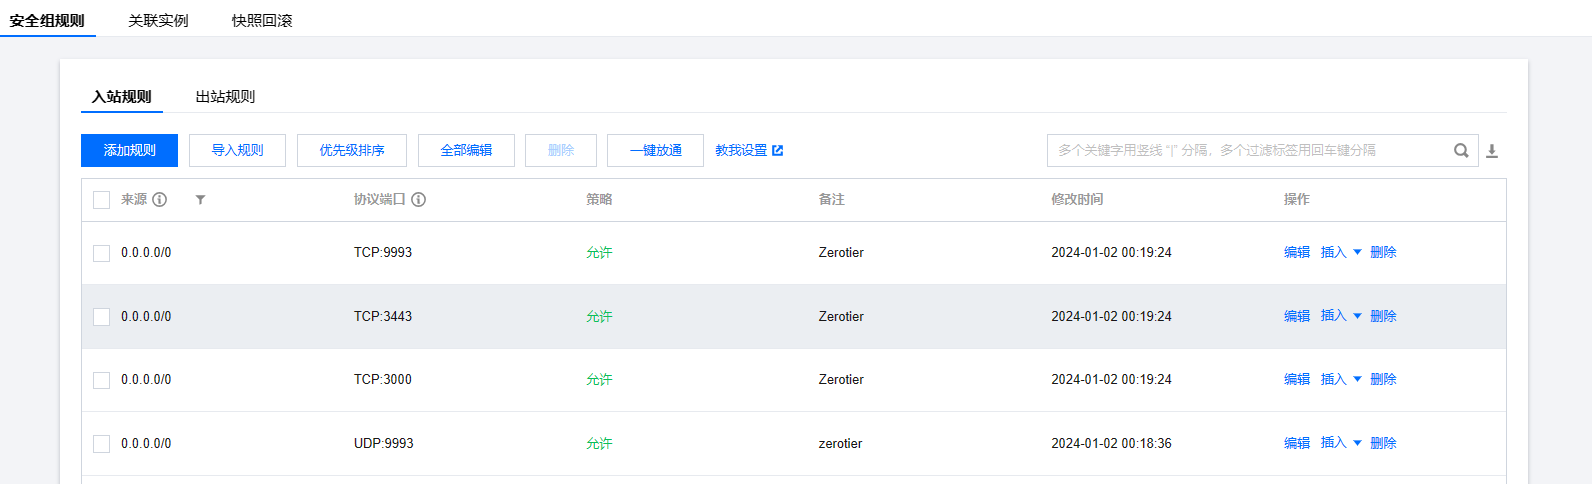 安全组规则 关联实例 快照回滚
入站规则 出站规则
添加规则 导入规则 优先级排序 全部编辑 删除 一键放通 教我设置 多个关键字用竖线 “|” 分隔，多个过滤标签用回车键分隔
来源 协议端口 策略 备注 修改时间 操作
0.0.0.0/0 TCP:9993 允许 Zerotier 2024-01-02 00:19:24 编辑 插入 删除
0.0.0.0/0 TCP:3443 允许 Zerotier 2024-01-02 00:19:24 编辑 插入 删除
0.0.0.0/0 TCP:3000 允许 Zerotier 2024-01-02 00:19:24 编辑 插入 删除
0.0.0.0/0 UDP:9993 允许 zerotier 2024-01-02 00:18:36 编辑 插入 删除